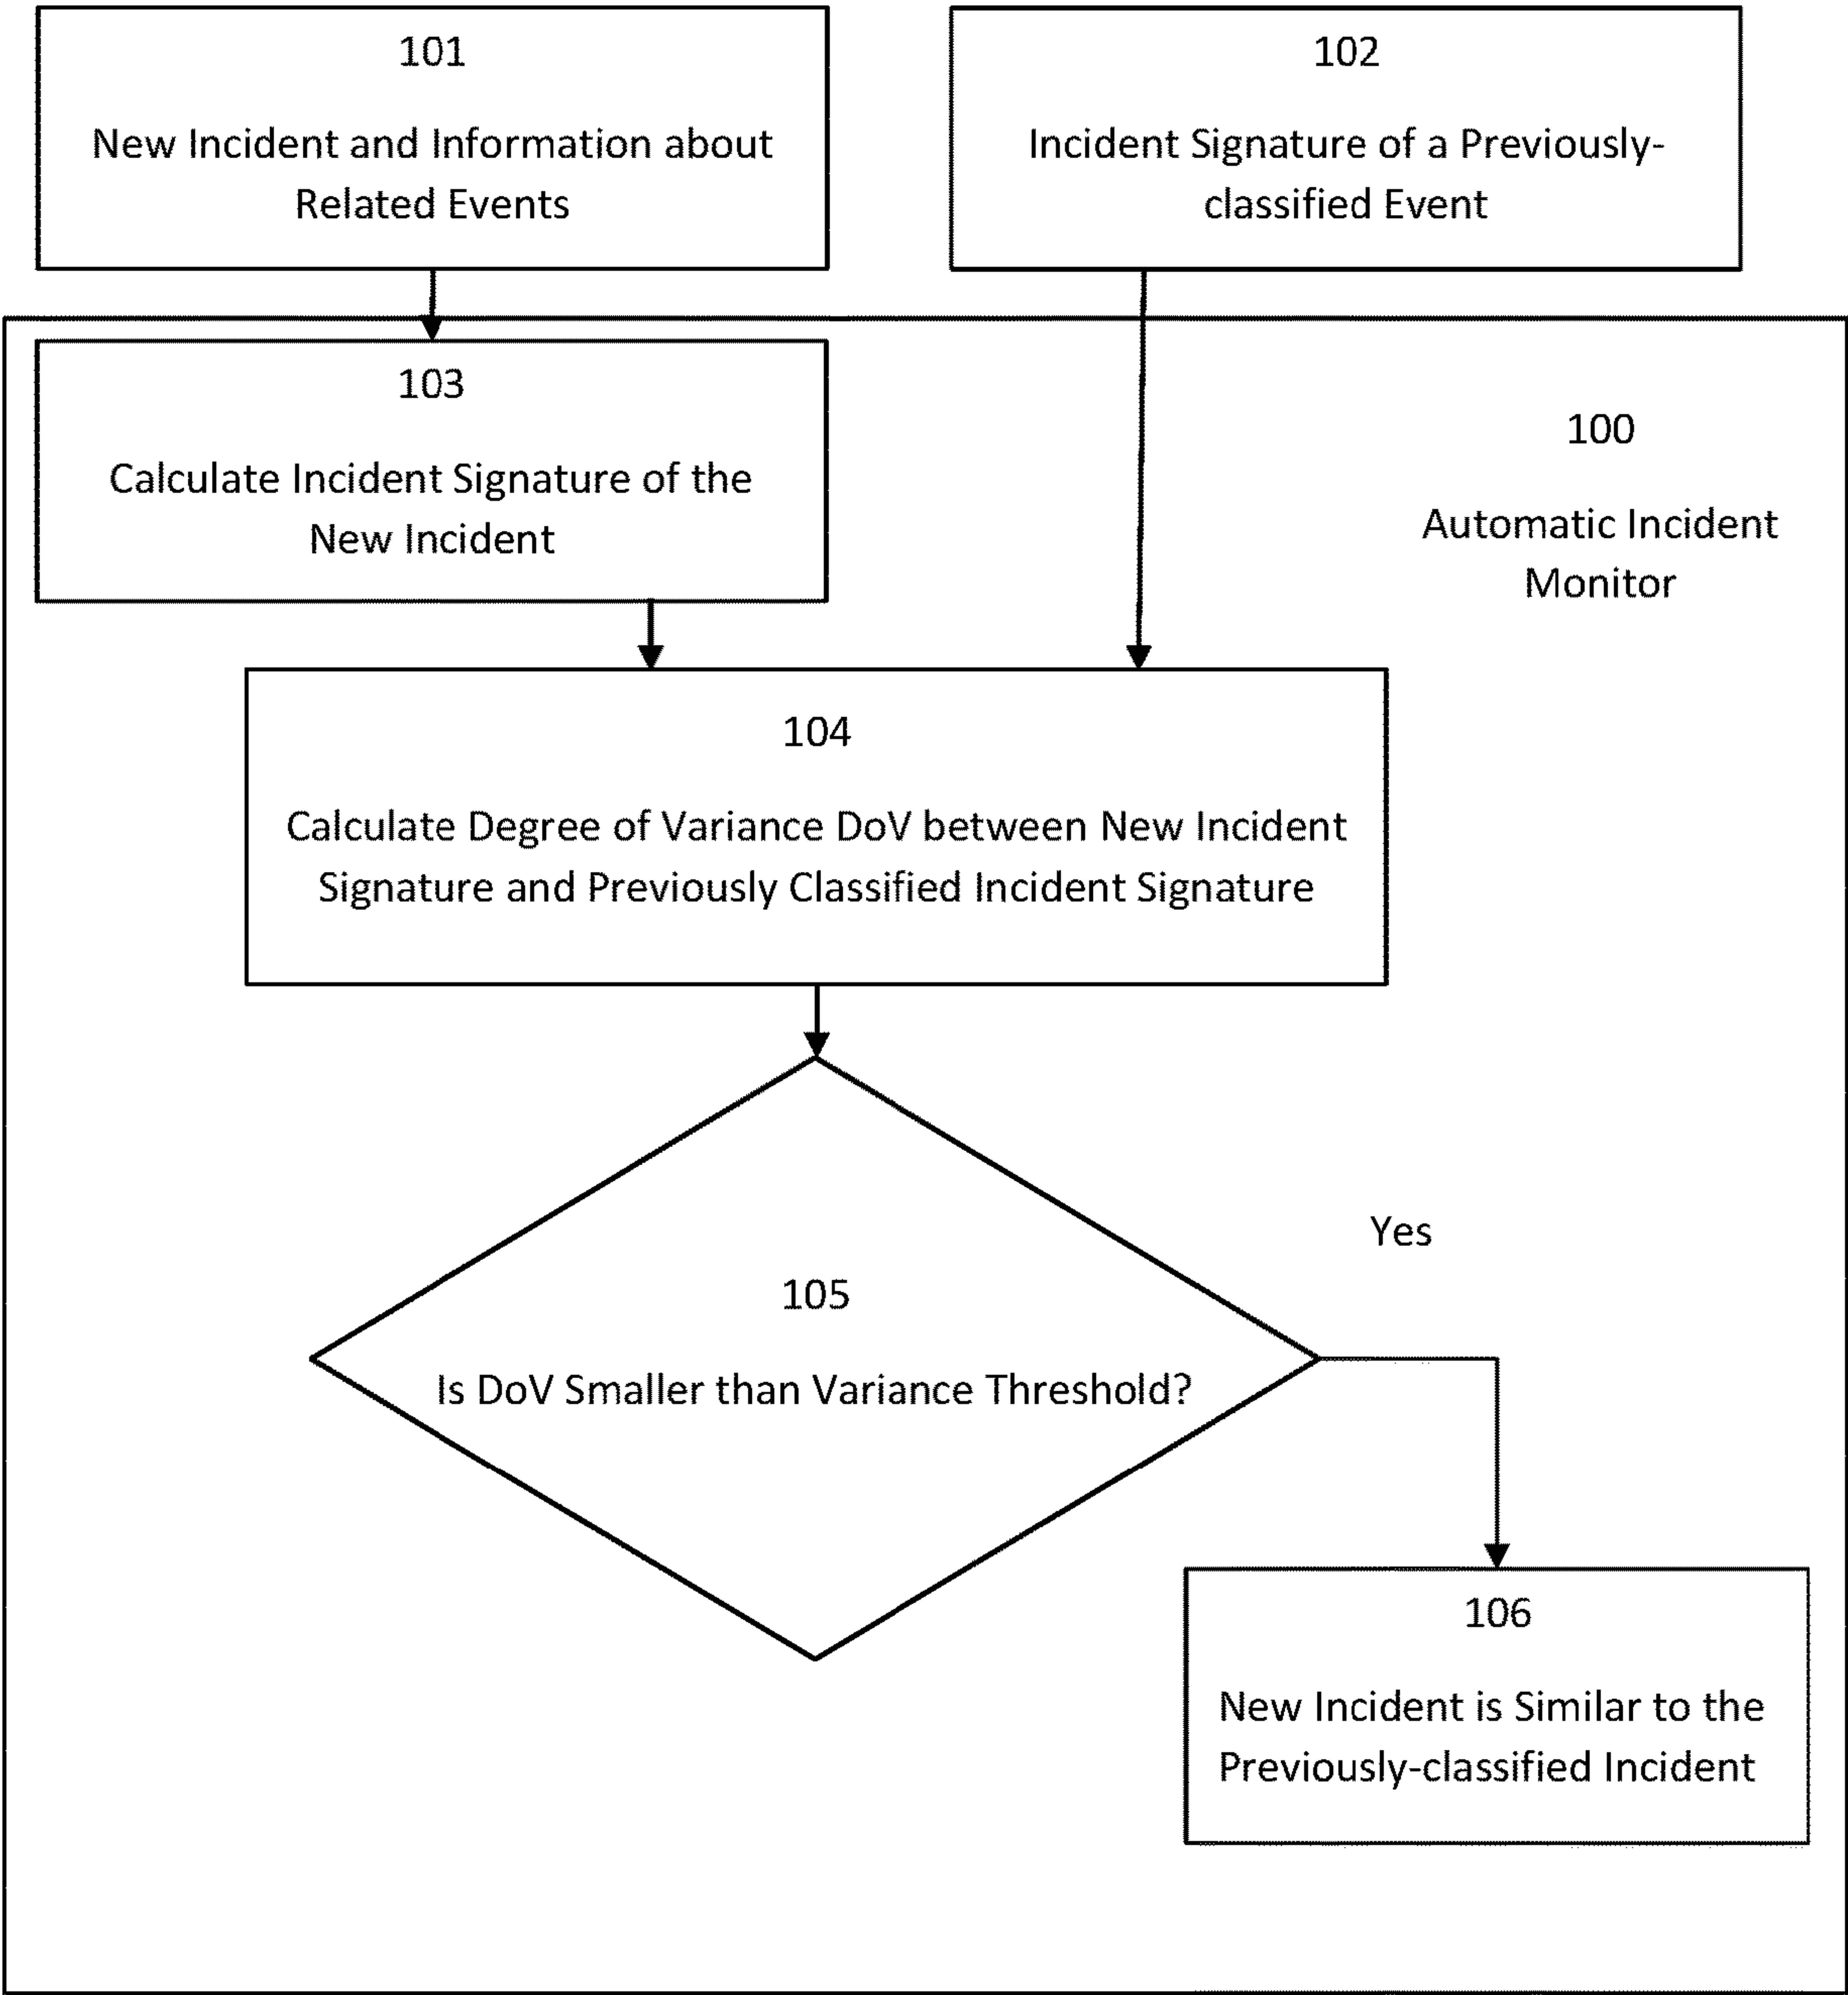 101
New Incident and Information about
Related Events
102
Incident Signature of a Previously-
classified Event
103
Calculate Incident Signature of the
New Incident
100
Automatic Incident
Monitor
104
Calculate Degree of Variance DoV between New Incident
Signature and Previously Classified Incident Signature
Yes
105
Is DoV Smaller than Variance Threshold?
106
New Incident is Similar to the
Previously-classified Incident